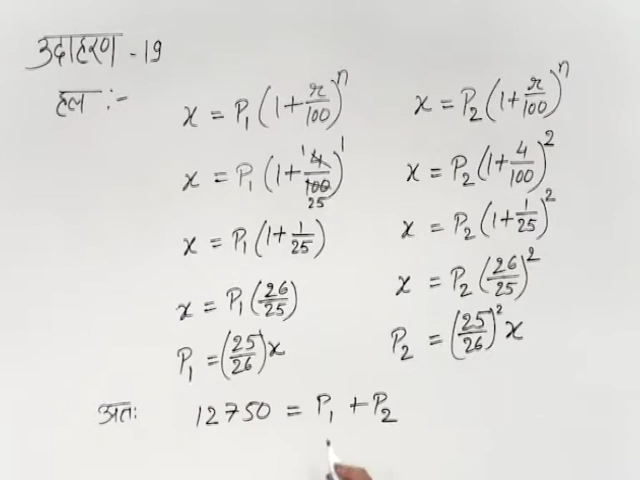 उदाहरण - 19
हल :-
x = P₁(1+r/100)ⁿ x = P₂(1+r/100)ⁿ
x = P₁(1+4/100)¹ 1 25 x = P₂(1+4/100)²
x = P₁(1+1/25) x = P₂(1+1/25)²
x = P₁(26/25) x = P₂(26/25)²
P₁ = (25/26)x P₂ = (25/26)²x
अतः 12750 = P₁ + P₂